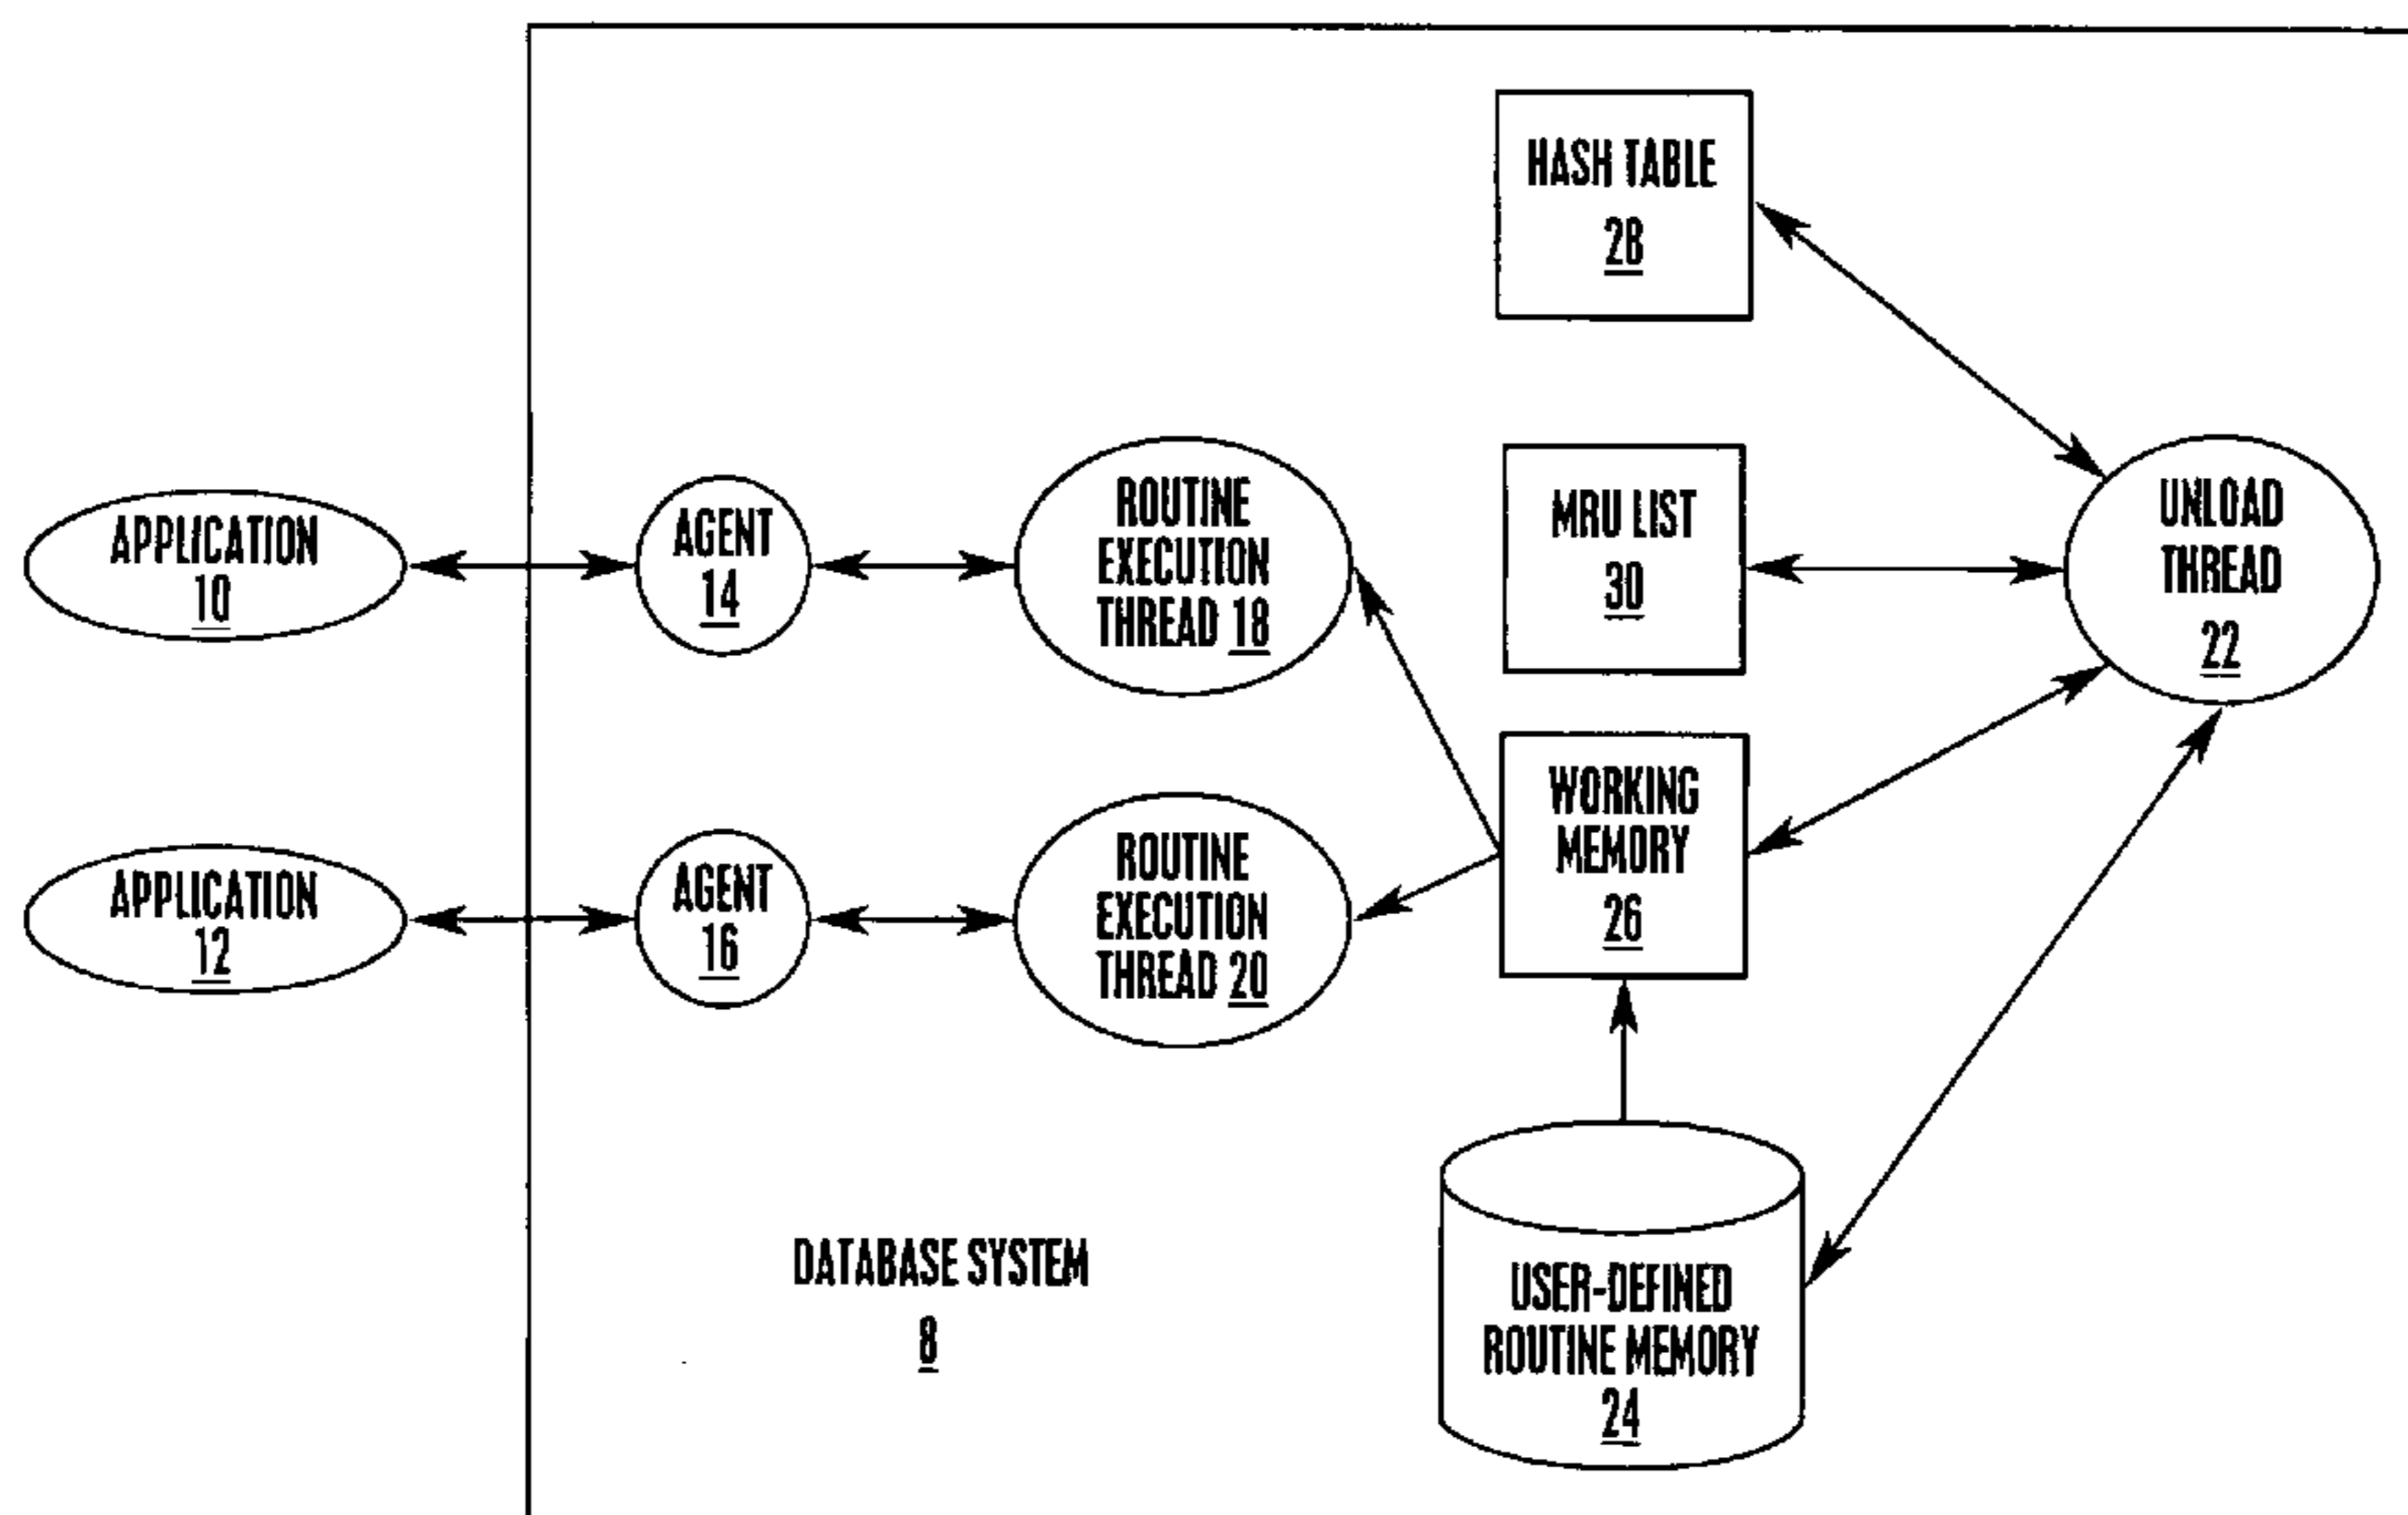 HASH TABLE
28
APPLICATION
10
AGENT
14
ROUTINE
EXECUTION
THREAD 18
MRU LIST
30
UNLOAD
THREAD
22
APPLICATION
12
AGENT
16
ROUTINE
EXECUTION
THREAD 20
WORKING
MEMORY
26
DATABASE SYSTEM
8
USER-DEFINED
ROUTINE MEMORY
24